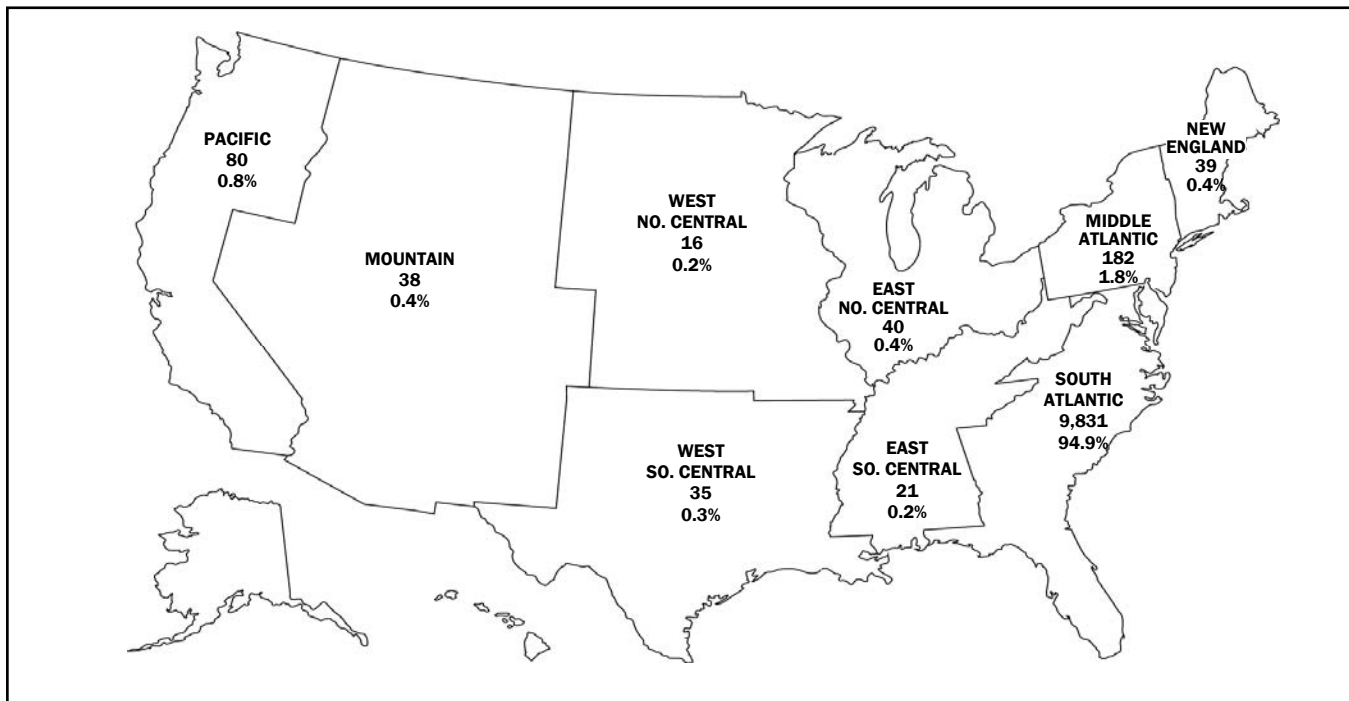 PACIFIC
80
0.8%
MOUNTAIN
38
0.4%
WEST
NO. CENTRAL
16
0.2%
WEST
SO. CENTRAL
35
0.3%
EAST
NO. CENTRAL
40
0.4%
EAST
SO. CENTRAL
21
0.2%
NEW
ENGLAND
39
0.4%
MIDDLE
ATLANTIC
182
1.8%
SOUTH
ATLANTIC
9,831
94.9%